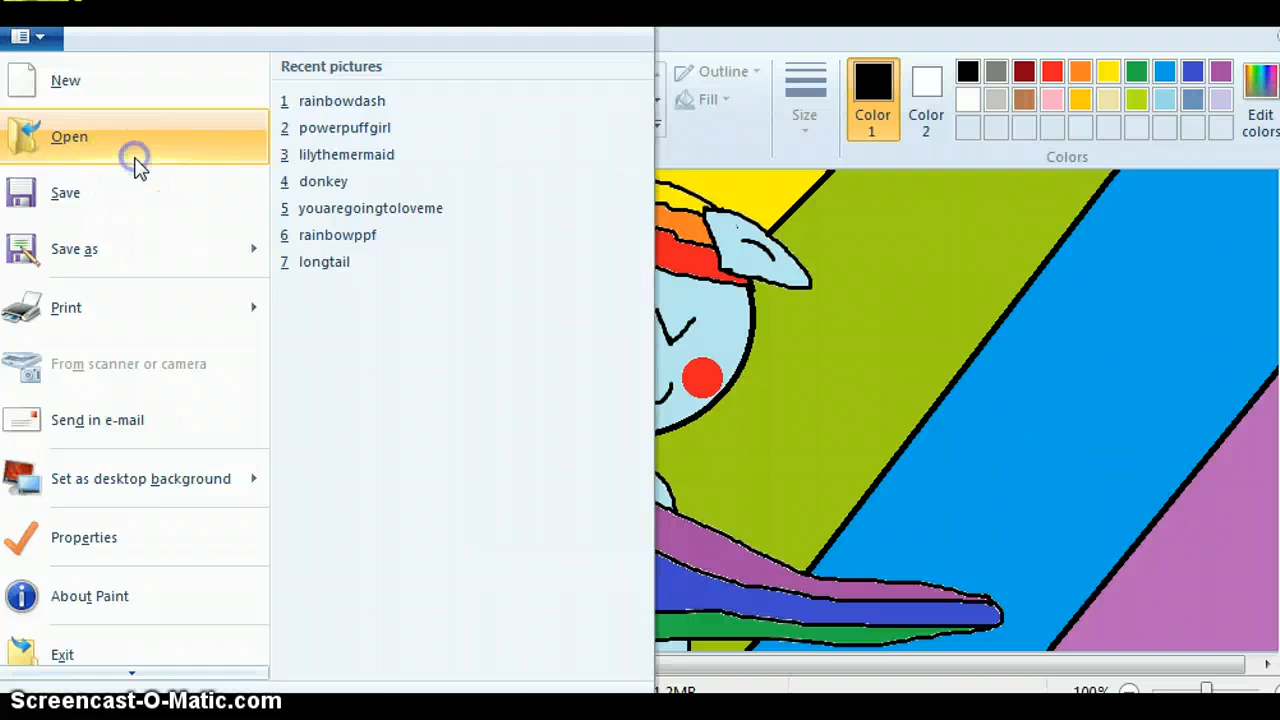 New
Open
Save
Save as
Print
From scanner or camera
Send in e-mail
Set as desktop background
Properties
About Paint
Exit
Recent pictures
1 rainbowdash
2 powerpuffgirl
3 lilythemermaid
4 donkey
5 youaregoingtoloveme
6 rainbowppf
7 longtail
Outline
Fill
Size
Color
1
Color
2
Edit
colors
Colors
100%
Screencast-O-Matic.com